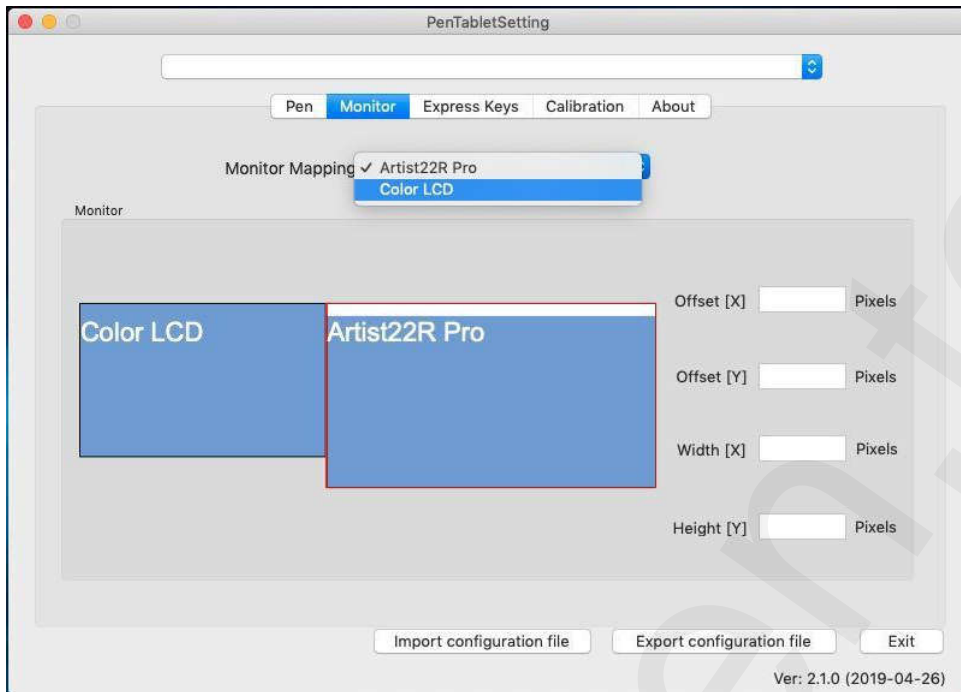 PenTabletSetting
Pen Monitor Express Keys Calibration About
Monitor Mapping ✓ Artist22R Pro
Color LCD
Monitor
Color LCD
Artist22R Pro
Offset [X] Pixels
Offset [Y] Pixels
Width [X] Pixels
Height [Y] Pixels
Import configuration file Export configuration file Exit
Ver: 2.1.0 (2019-04-26)